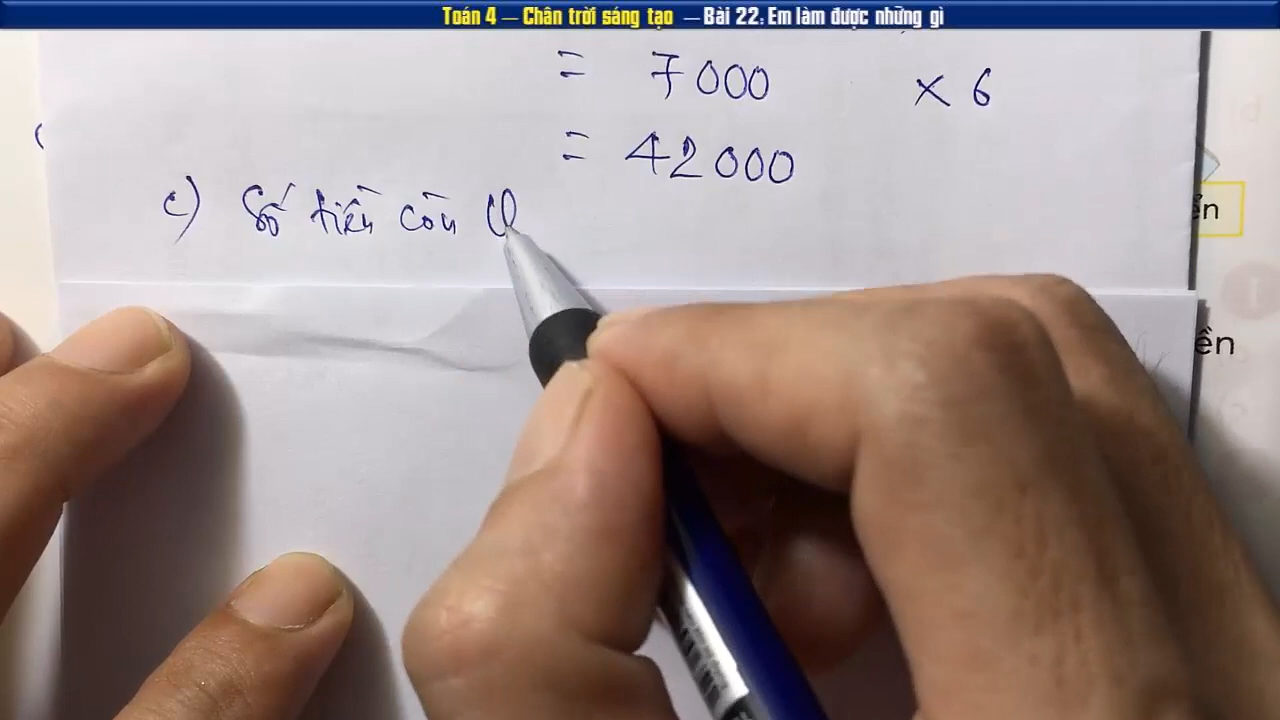 Toán 4 – Chân trời sáng tạo – Bài 22: Em làm được những gì
= 7000 × 6
= 42000
c) Số tiền còn
ền